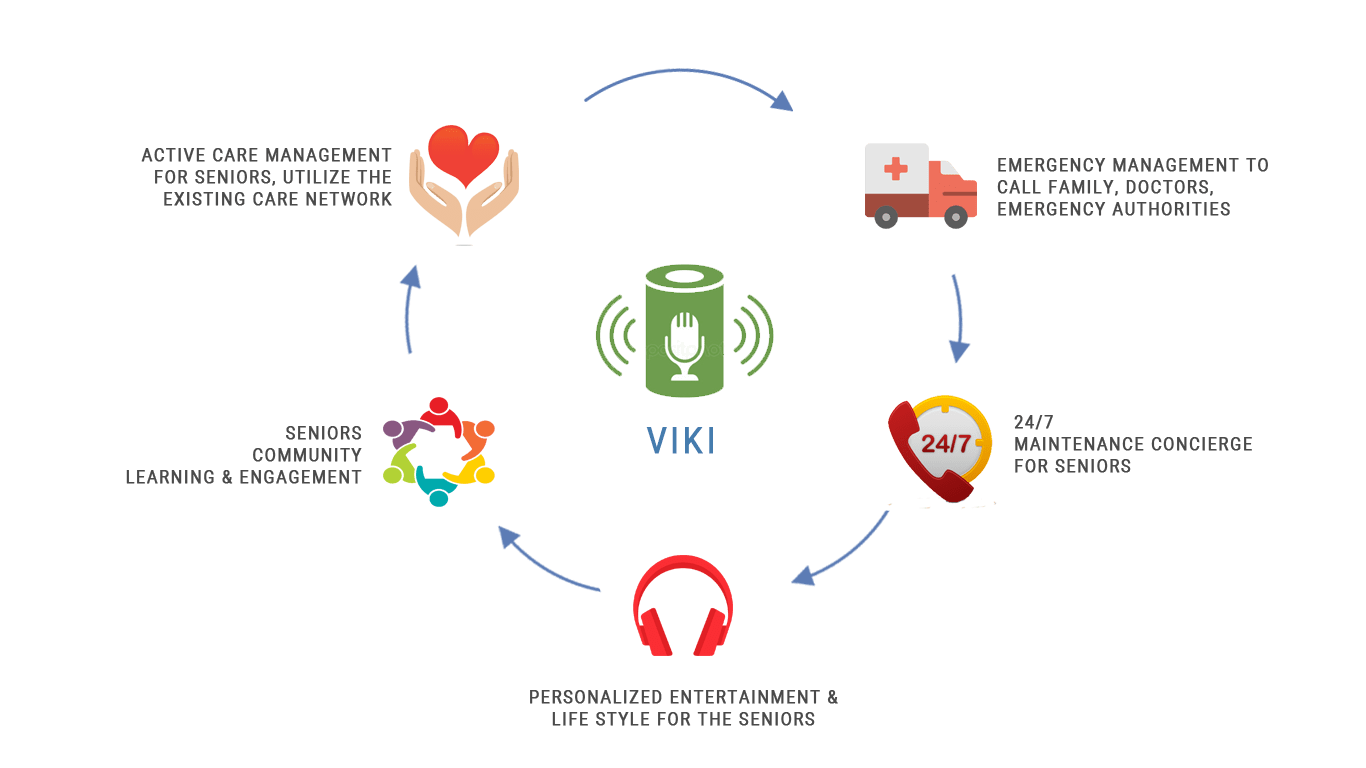 ACTIVE CARE MANAGEMENT
FOR SENIORS, UTILIZE THE
EXISTING CARE NETWORK
EMERGENCY MANAGEMENT TO
CALL FAMILY, DOCTORS,
EMERGENCY AUTHORITIES
VIKI
SENIORS
COMMUNITY
LEARNING & ENGAGEMENT
24/7
24/7
MAINTENANCE CONCIERGE
FOR SENIORS
PERSONALIZED ENTERTAINMENT &
LIFE STYLE FOR THE SENIORS